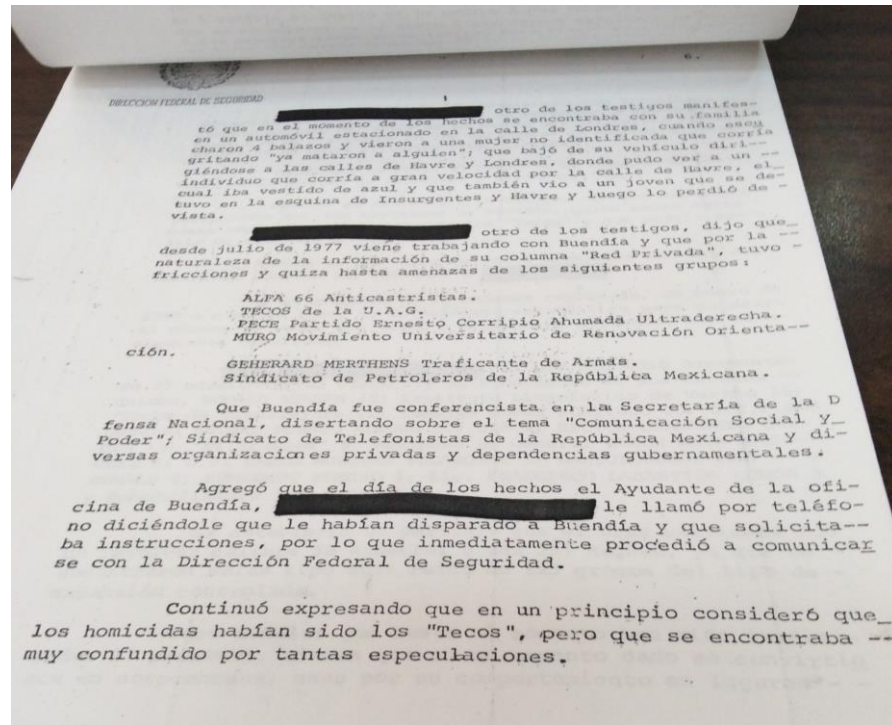 6.
DIRECCION FEDERAL DE SEGURIDAD
otro de los testigos manifes-
tó que en el momento de los hechos se encontraba con su familia
en un automóvil estacionado en la calle de Londres, cuando escu
charon 4 balazos y vieron a una mujer no identificada que corría
gritando "ya mataron a alguien"; que bajó de su vehículo diri--
giéndose a las calles de Havre y Londres, donde pudo ver a un --
individuo que corría a gran velocidad por la calle de Havre, el_
cual iba vestido de azul y que también vio a un joven que se de-
tuvo en la esquina de Insurgentes y Havre y luego lo perdió de -
vista.
otro de los testigos, dijo que_
desde julio de 1977 viene trabajando con Buendía y que por la --
naturaleza de la información de su columna "Red Privada", tuvo -
fricciones y quiza hasta amenazas de los siguientes grupos:
ALFA 66 Anticastristas.
TECOS de la U.A.G.
PECE Partido Ernesto Corripio Ahumada Ultraderecha.
MURO Movimiento Universitario de Renovación Orienta--
ción.
GEHERARD MERTHENS Traficante de Armas.
Sindicato de Petroleros de la República Mexicana.
Que Buendía fue conferencista en la Secretaría de la D
fensa Nacional, disertando sobre el tema "Comunicación Social y_
Poder"; Sindicato de Telefonistas de la República Mexicana y di-
versas organizaciones privadas y dependencias gubernamentales.
Agregó que el día de los hechos el Ayudante de la ofi-
cina de Buendía, le llamó por teléfo-
no diciéndole que le habían disparado a Buendía y que solicita--
ba instrucciones, por lo que inmediatamente procedió a comunicar
se con la Dirección Federal de Seguridad.
Continuó expresando que en un principio consideró que_
los homicidas habían sido los "Tecos", pero que se encontraba --
muy confundido por tantas especulaciones.